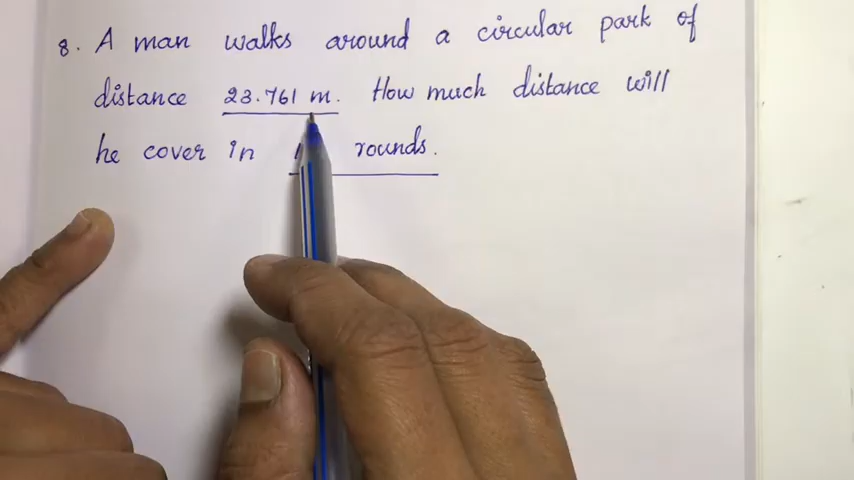 8. A man walks around a circular park of
distance 23.761 m. How much distance will
he cover in rounds.